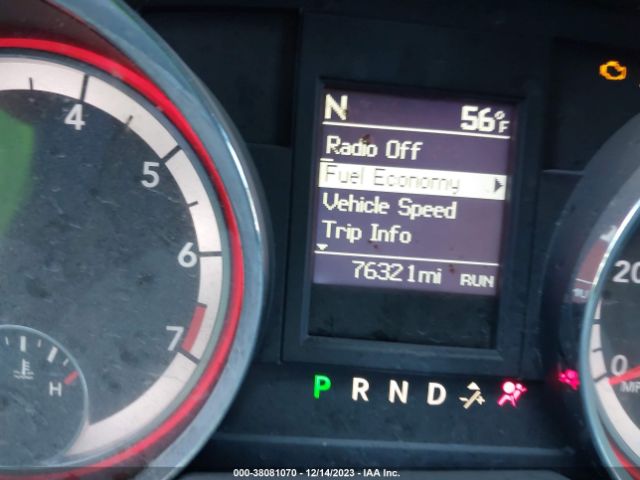 4
5
6
7
H
N 56°F
Radio Off
Fuel Economy
Vehicle Speed
Trip Info
76321mi RUN
P R N D
20
0
MP
000-38081070 - 12/14/2023 - IAA Inc.